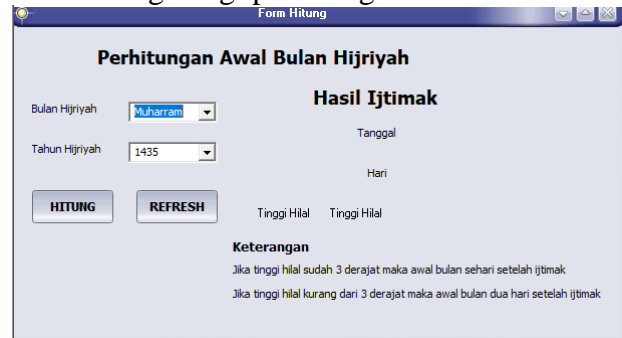 Form Hitung
Perhitungan Awal Bulan Hijriyah
Bulan Hijriyah Muharram
Tahun Hijriyah 1435
HITUNG REFRESH
Hasil Ijtimak
Tanggal
Hari
Tinggi Hilal Tinggi Hilal
Keterangan
Jika tinggi hilal sudah 3 derajat maka awal bulan sehari setelah ijtimak
Jika tinggi hilal kurang dari 3 derajat maka awal bulan dua hari setelah ijtimak